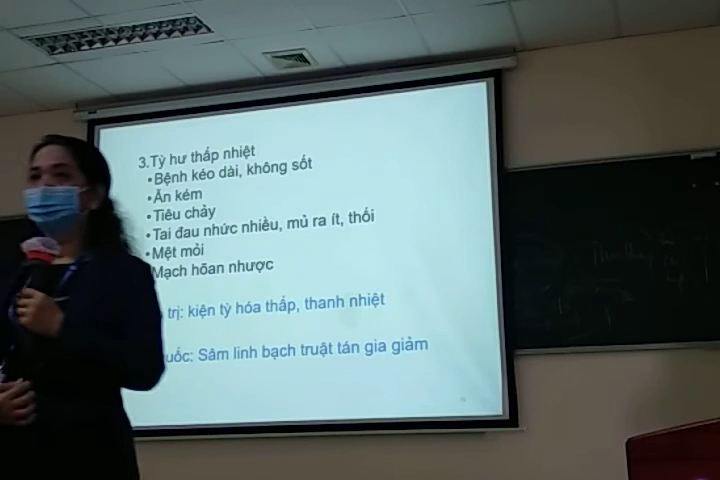 3.Tỳ hư thấp nhiệt
•Bệnh kéo dài, không sốt
•Ăn kém
•Tiêu chảy
•Tai đau nhức nhiều, mủ ra ít, thối
•Mệt mỏi
Mạch hõan nhược
trị: kiện tỳ hóa thấp, thanh nhiệt
uốc: Sâm linh bạch truật tán gia giảm